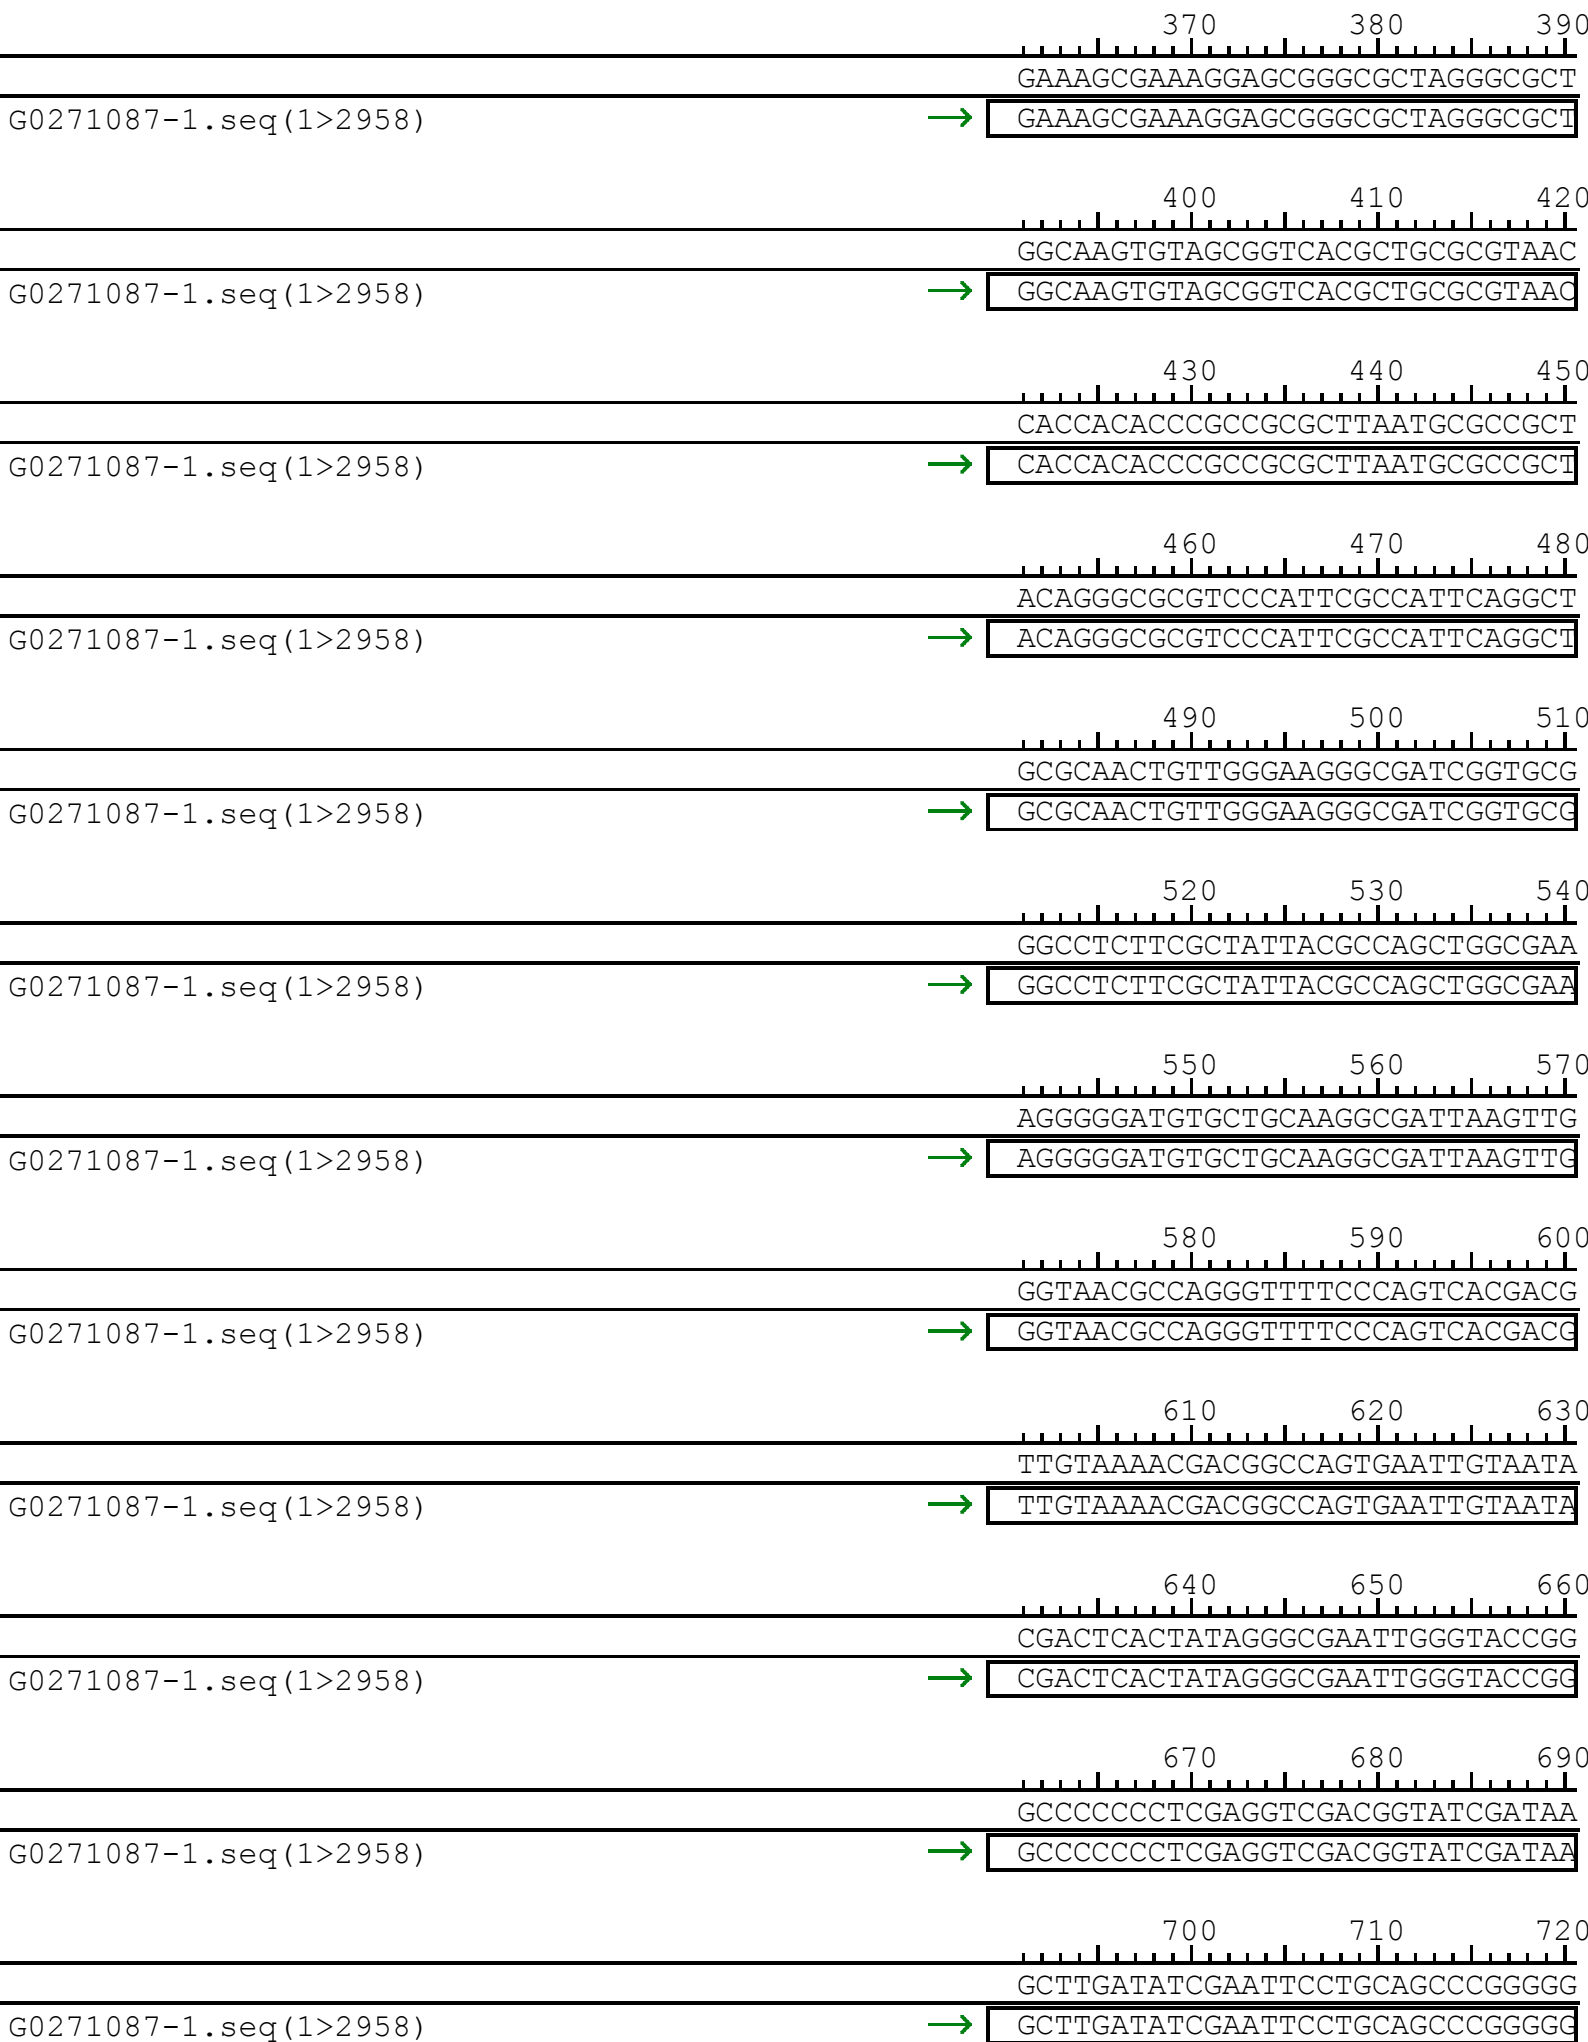 370 380 390
GAAAGCGAAAGGAGCGGGCGCTAGGGCGCT
G0271087-1.seq(1>2958) → GAAAGCGAAAGGAGCGGGCGCTAGGGCGCT
400 410 420
GGCAAGTGTAGCGGTCACGCTGCGCGTAAC
G0271087-1.seq(1>2958) → GGCAAGTGTAGCGGTCACGCTGCGCGTAAC
430 440 450
CACCACACCCGCCGCGCTTAATGCGCCGCT
G0271087-1.seq(1>2958) → CACCACACCCGCCGCGCTTAATGCGCCGCT
460 470 480
ACAGGGCGCGTCCCATTCGCCATTCAGGCT
G0271087-1.seq(1>2958) → ACAGGGCGCGTCCCATTCGCCATTCAGGCT
490 500 510
GCGCAACTGTTGGGAAGGGCGATCGGTGCG
G0271087-1.seq(1>2958) → GCGCAACTGTTGGGAAGGGCGATCGGTGCG
520 530 540
GGCCTCTTCGCTATTACGCCAGCTGGCGAA
G0271087-1.seq(1>2958) → GGCCTCTTCGCTATTACGCCAGCTGGCGAA
550 560 570
AGGGGGATGTGCTGCAAGGCGATTAAGTTG
G0271087-1.seq(1>2958) → AGGGGGATGTGCTGCAAGGCGATTAAGTTG
580 590 600
GGTAACGCCAGGGTTTTCCCAGTCACGACG
G0271087-1.seq(1>2958) → GGTAACGCCAGGGTTTTCCCAGTCACGACG
610 620 630
TTGTAAAACGACGGCCAGTGAATTGTAATA
G0271087-1.seq(1>2958) → TTGTAAAACGACGGCCAGTGAATTGTAATA
640 650 660
CGACTCACTATAGGGCGAATTGGGTACCGG
G0271087-1.seq(1>2958) → CGACTCACTATAGGGCGAATTGGGTACCGG
670 680 690
GCCCCCCCTCGAGGTCGACGGTATCGATAA
G0271087-1.seq(1>2958) → GCCCCCCCTCGAGGTCGACGGTATCGATAA
700 710 720
GCTTGATATCGAATTCCTGCAGCCCGGGGG
G0271087-1.seq(1>2958) → GCTTGATATCGAATTCCTGCAGCCCGGGGG